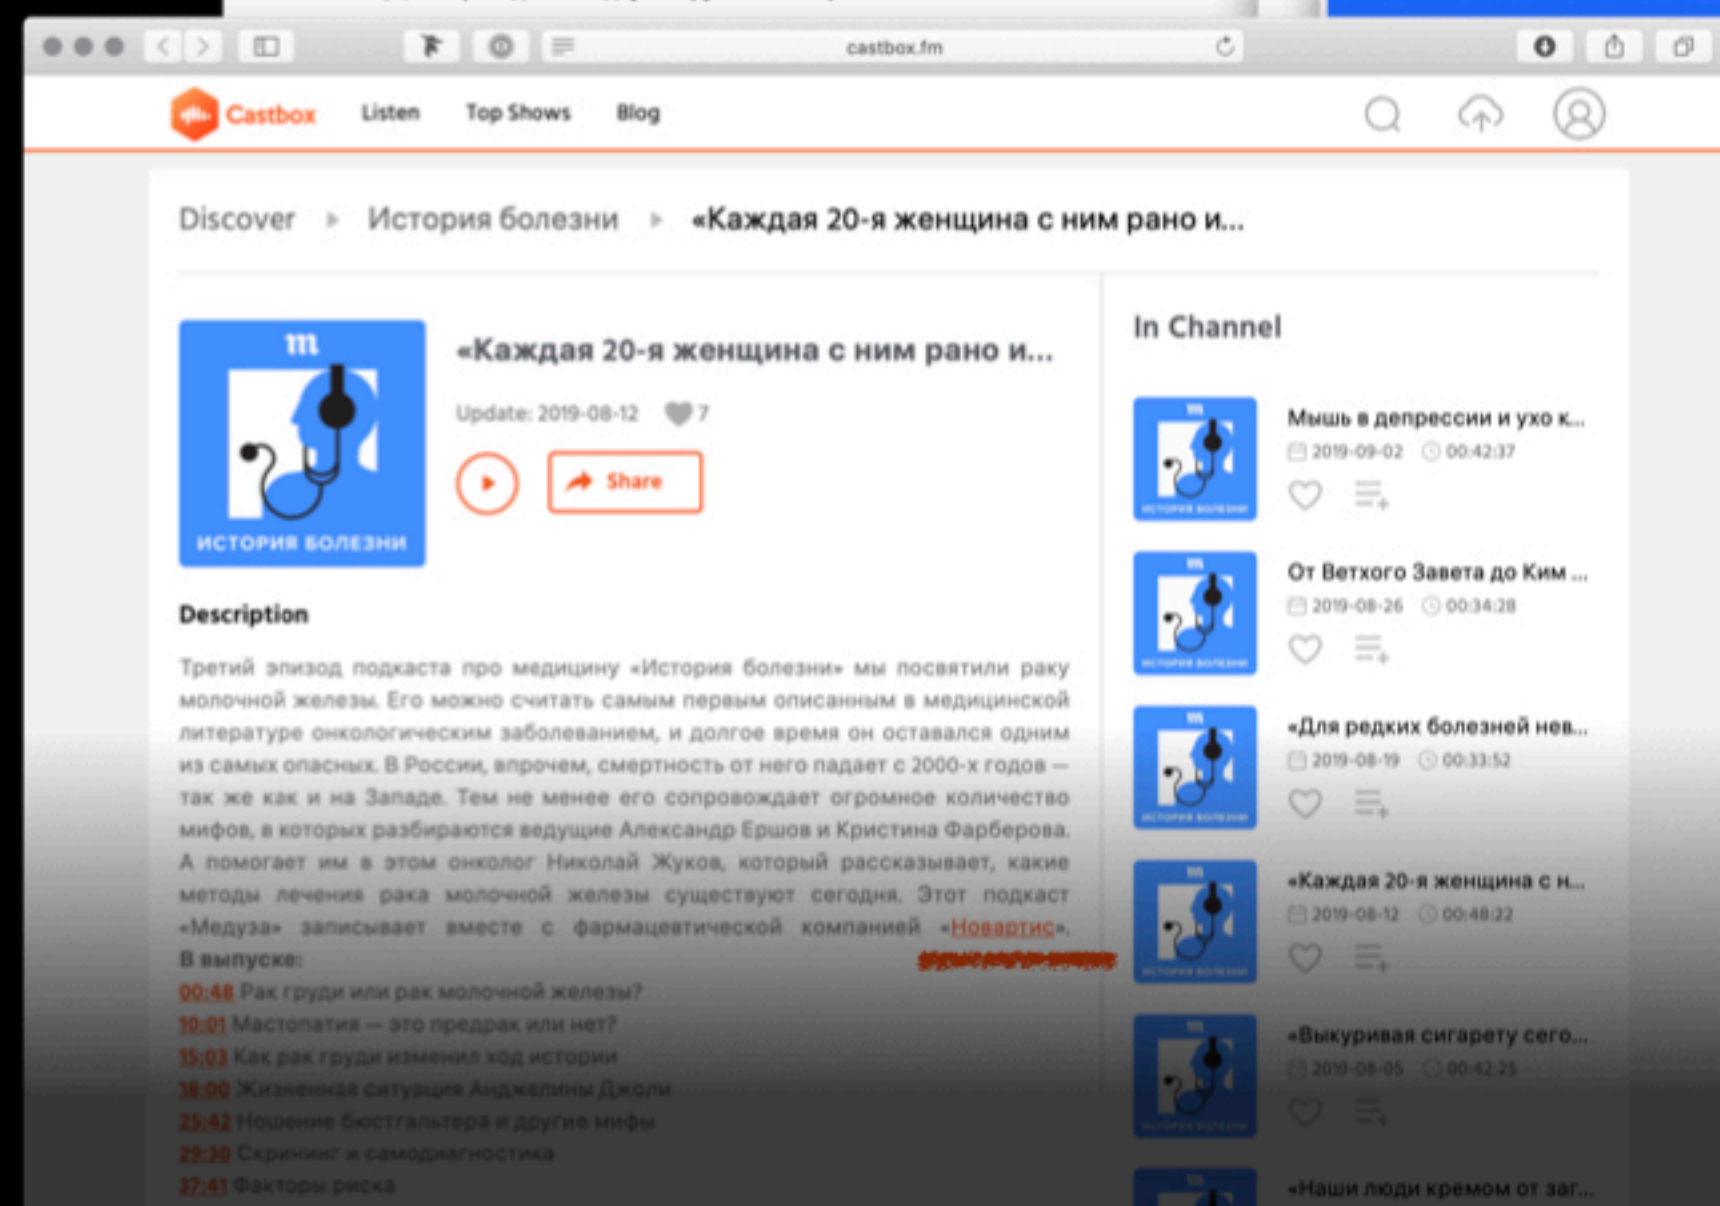 castbox.fm
Castbox Listen Top Shows Blog
Discover История болезни «Каждая 20-я женщина с ним рано и...
m
ИСТОРИЯ БОЛЕЗНИ
«Каждая 20-я женщина с ним рано и...
Update: 2019-08-12 7
Share
Description
Третий эпизод подкаста про медицину «История болезни» мы посвятили раку
молочной железы. Его можно считать самым первым описанным в медицинской
литературе онкологическим заболеванием, и долгое время он оставался одним
из самых опасных. В России, впрочем, смертность от него падает с 2000-х годов —
так же как и на Западе. Тем не менее его сопровождает огромное количество
мифов, в которых разбираются ведущие Александр Ершов и Кристина Фарберова.
А помогает им в этом онколог Николай Жуков, который рассказывает, какие
методы лечения рака молочной железы существуют сегодня. Этот подкаст
«Медуза» записывает вместе с фармацевтической компанией «Новартис».
В выпуске:
00:48 Рак груди или рак молочной железы?
10:01 Мастопатия — это предрак или нет?
15:03 Как рак груди изменил ход истории
18:00 Жизненная ситуация Анджелины Джоли
25:42 Ношение бюстгальтера и другие мифы
29:30 Скрининг и самодиагностика
37:41 Факторы риска
In Channel
m
ИСТОРИЯ БОЛЕЗНИ
Мышь в депрессии и ухо к...
2019-09-02 00:42:37
m
ИСТОРИЯ БОЛЕЗНИ
От Ветхого Завета до Ким ...
2019-08-26 00:34:28
m
ИСТОРИЯ БОЛЕЗНИ
«Для редких болезней нев...
2019-08-19 00:33:52
m
ИСТОРИЯ БОЛЕЗНИ
«Каждая 20-я женщина с н...
2019-08-12 00:48:22
m
ИСТОРИЯ БОЛЕЗНИ
«Выкуривая сигарету сего...
2019-08-05 00:42:25
m
«Наши люди кремом от заг...